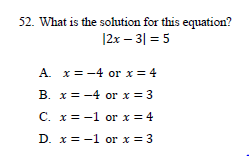 52. What is the solution for this equation?
|2x – 3| = 5
A. x = –4 or x = 4
B. x = –4 or x = 3
C. x = –1 or x = 4
D. x = –1 or x = 3